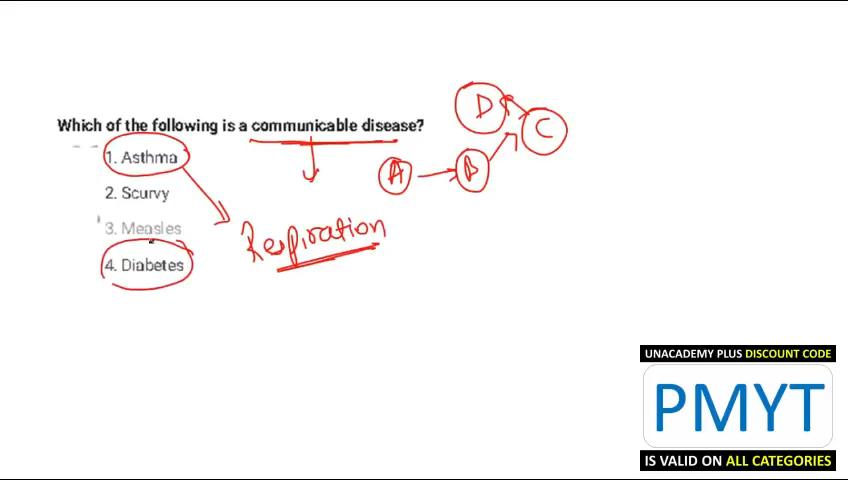 D
C
Which of the following is a communicable disease?
1. Asthma
A
B
2. Scurvy
3. Measles
Respiration
4. Diabetes
UNACADEMY PLUS DISCOUNT CODE
PMYT
IS VALID ON ALL CATEGORIES